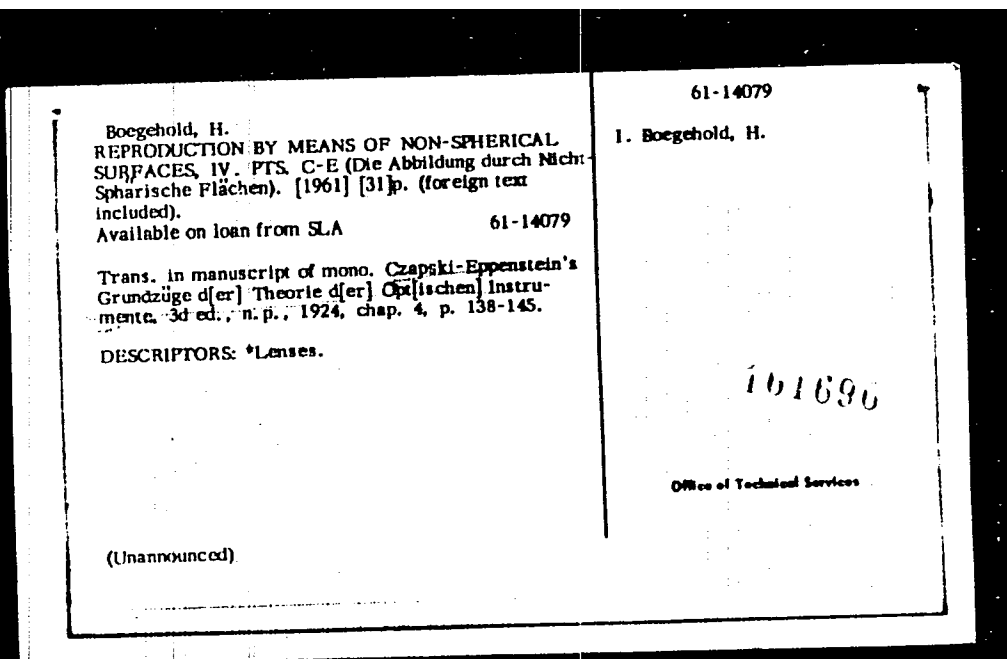 Boegehold, H.
REPRODUCTION BY MEANS OF NON-SPHERICAL
SURFACES, IV. PTS. C-E (Die Abbildung durch Nicht-
Spharische Flächen). [1961] [31]p. (foreign text
included).
Available on loan from SLA 61-14079
Trans. in manuscript of mono. Czapski-Eppenstein's
Grundzüge d[er] Theorie d[er] Opt[ischen] Instru-
mente, 3d ed., n.p., 1924, chap. 4, p. 138-145.
DESCRIPTORS: *Lenses.
(Unannounced)
61-14079
1. Boegehold, H.
161696
Office of Technical Services